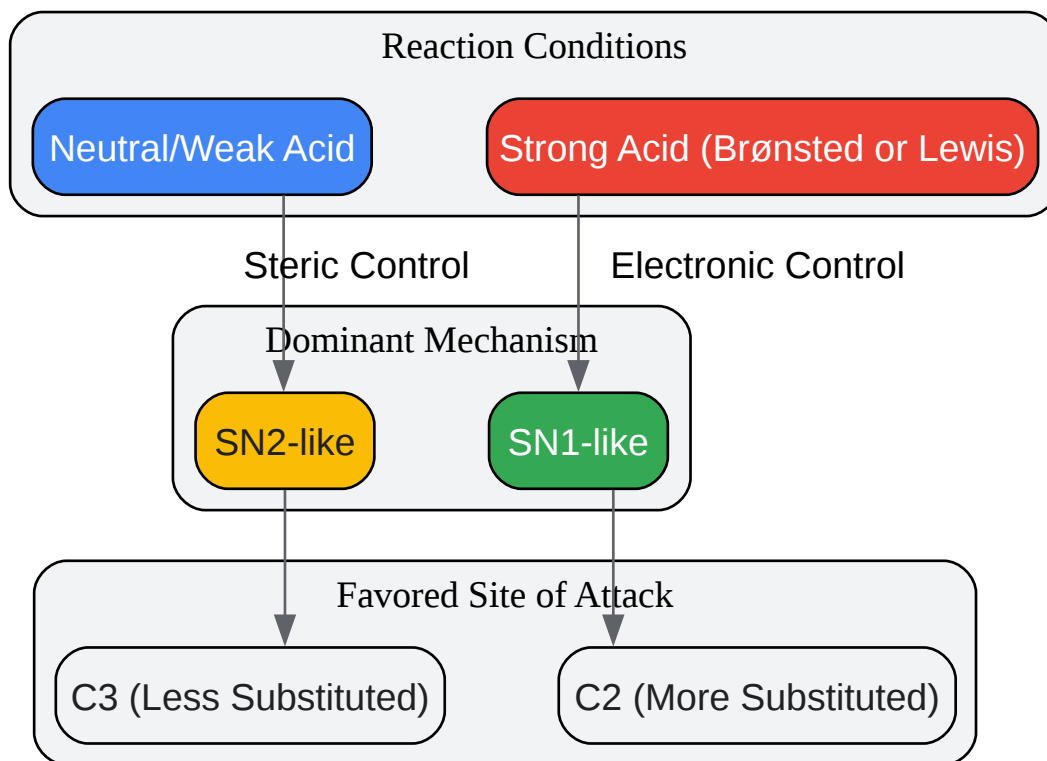 Reaction Conditions
Neutral/Weak Acid
Strong Acid (Brønsted or Lewis)
Steric Control
Electronic Control
Dominant Mechanism
SN2-like
SN1-like
Favored Site of Attack
C3 (Less Substituted)
C2 (More Substituted)